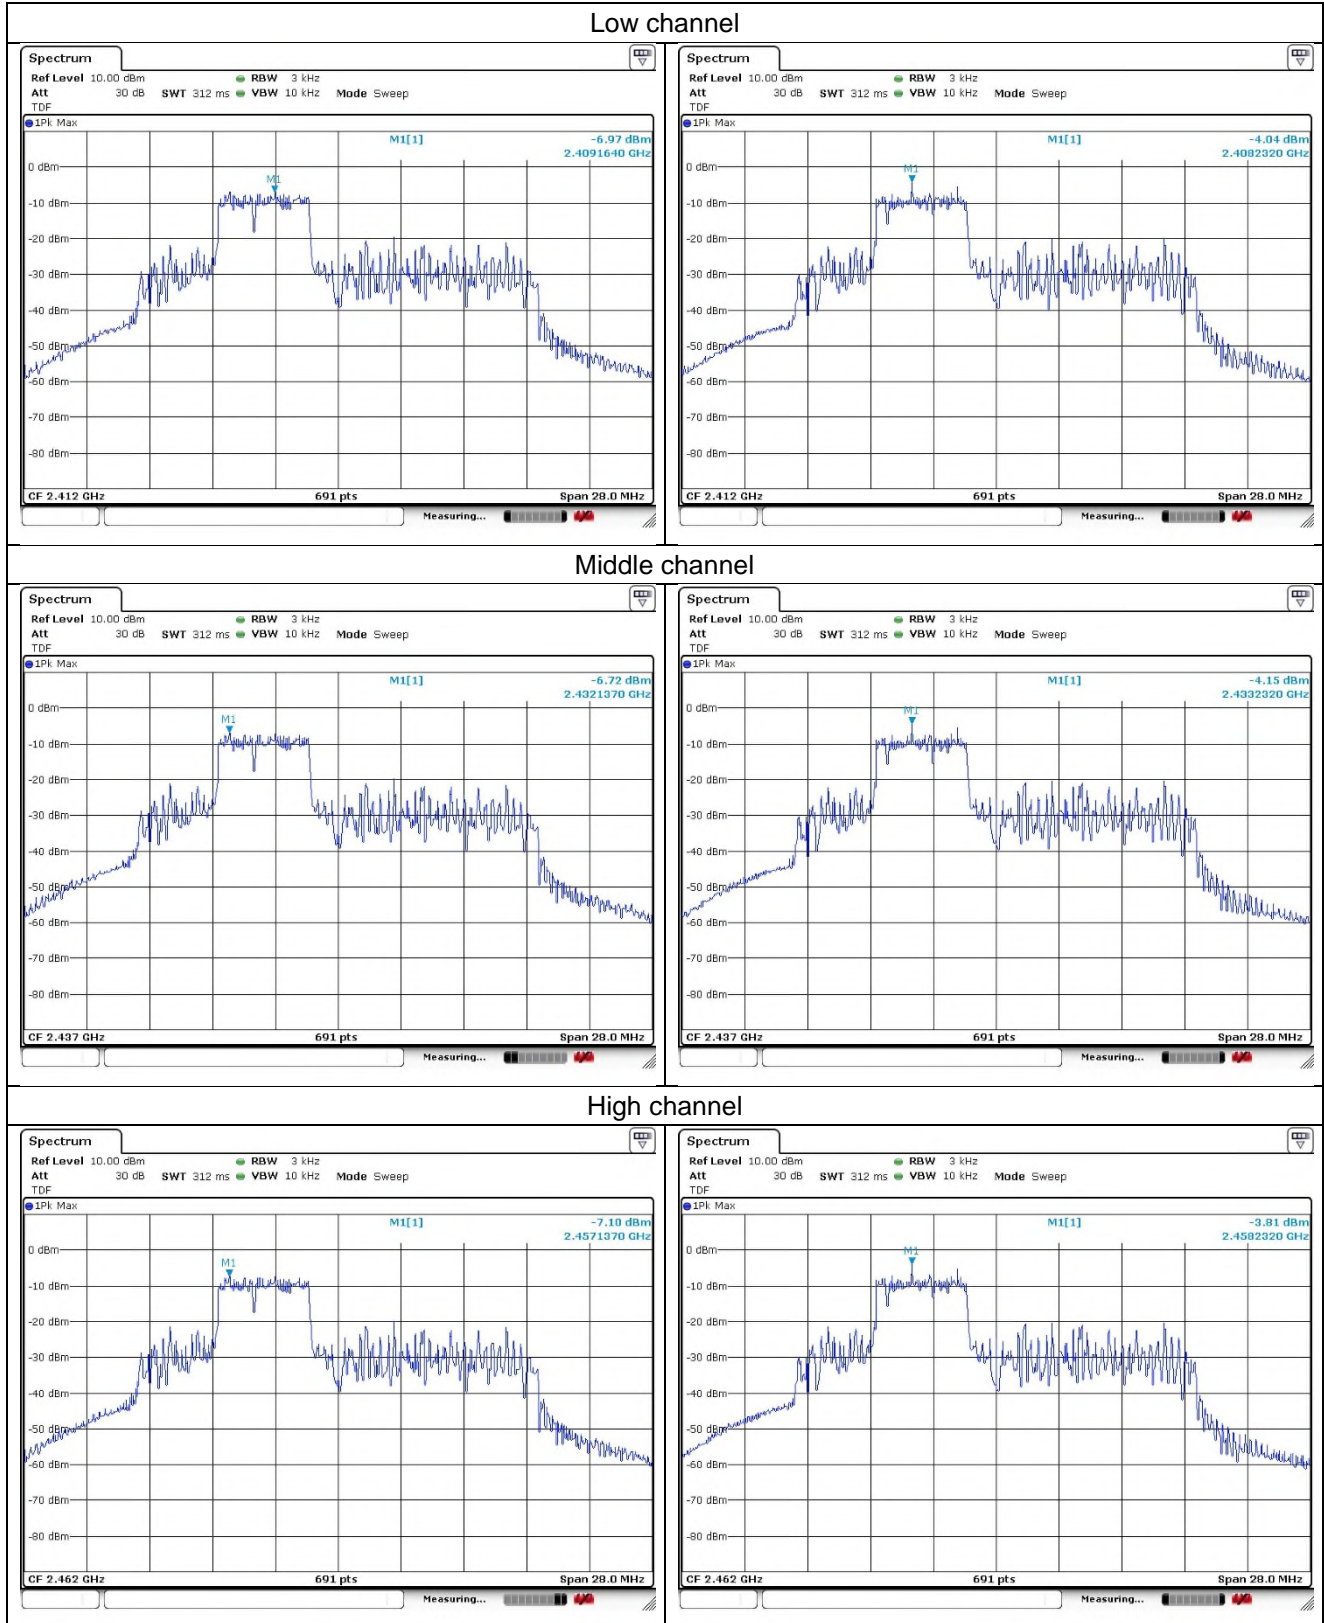 Low channel
Spectrum
Ref Level 10.00 dBm RBW 3 kHz
Att 30 dB SWT 312 ms VBW 10 kHz Mode Sweep
TDF
1Pk Max
M1[1] -6.97 dBm
2.4091640 GHz
0 dBm
M1
-10 dBm
-20 dBm
-30 dBm
-40 dBm
-50 dBm
-60 dBm
-70 dBm
-80 dBm
CF 2.412 GHz 691 pts Span 28.0 MHz
Measuring...
Spectrum
Ref Level 10.00 dBm RBW 3 kHz
Att 30 dB SWT 312 ms VBW 10 kHz Mode Sweep
TDF
1Pk Max
M1[1] -4.04 dBm
2.4082320 GHz
0 dBm
M1
-10 dBm
-20 dBm
-30 dBm
-40 dBm
-50 dBm
-60 dBm
-70 dBm
-80 dBm
CF 2.412 GHz 691 pts Span 28.0 MHz
Measuring...
Middle channel
Spectrum
Ref Level 10.00 dBm RBW 3 kHz
Att 30 dB SWT 312 ms VBW 10 kHz Mode Sweep
TDF
1Pk Max
M1[1] -6.72 dBm
2.4321370 GHz
0 dBm
M1
-10 dBm
-20 dBm
-30 dBm
-40 dBm
-50 dBm
-60 dBm
-70 dBm
-80 dBm
CF 2.437 GHz 691 pts Span 28.0 MHz
Measuring...
Spectrum
Ref Level 10.00 dBm RBW 3 kHz
Att 30 dB SWT 312 ms VBW 10 kHz Mode Sweep
TDF
1Pk Max
M1[1] -4.15 dBm
2.4332320 GHz
0 dBm
M1
-10 dBm
-20 dBm
-30 dBm
-40 dBm
-50 dBm
-60 dBm
-70 dBm
-80 dBm
CF 2.437 GHz 691 pts Span 28.0 MHz
Measuring...
High channel
Spectrum
Ref Level 10.00 dBm RBW 3 kHz
Att 30 dB SWT 312 ms VBW 10 kHz Mode Sweep
TDF
1Pk Max
M1[1] -7.10 dBm
2.4571370 GHz
0 dBm
M1
-10 dBm
-20 dBm
-30 dBm
-40 dBm
-50 dBm
-60 dBm
-70 dBm
-80 dBm
CF 2.462 GHz 691 pts Span 28.0 MHz
Measuring...
Spectrum
Ref Level 10.00 dBm RBW 3 kHz
Att 30 dB SWT 312 ms VBW 10 kHz Mode Sweep
TDF
1Pk Max
M1[1] -3.81 dBm
2.4582320 GHz
0 dBm
M1
-10 dBm
-20 dBm
-30 dBm
-40 dBm
-50 dBm
-60 dBm
-70 dBm
-80 dBm
CF 2.462 GHz 691 pts Span 28.0 MHz
Measuring...